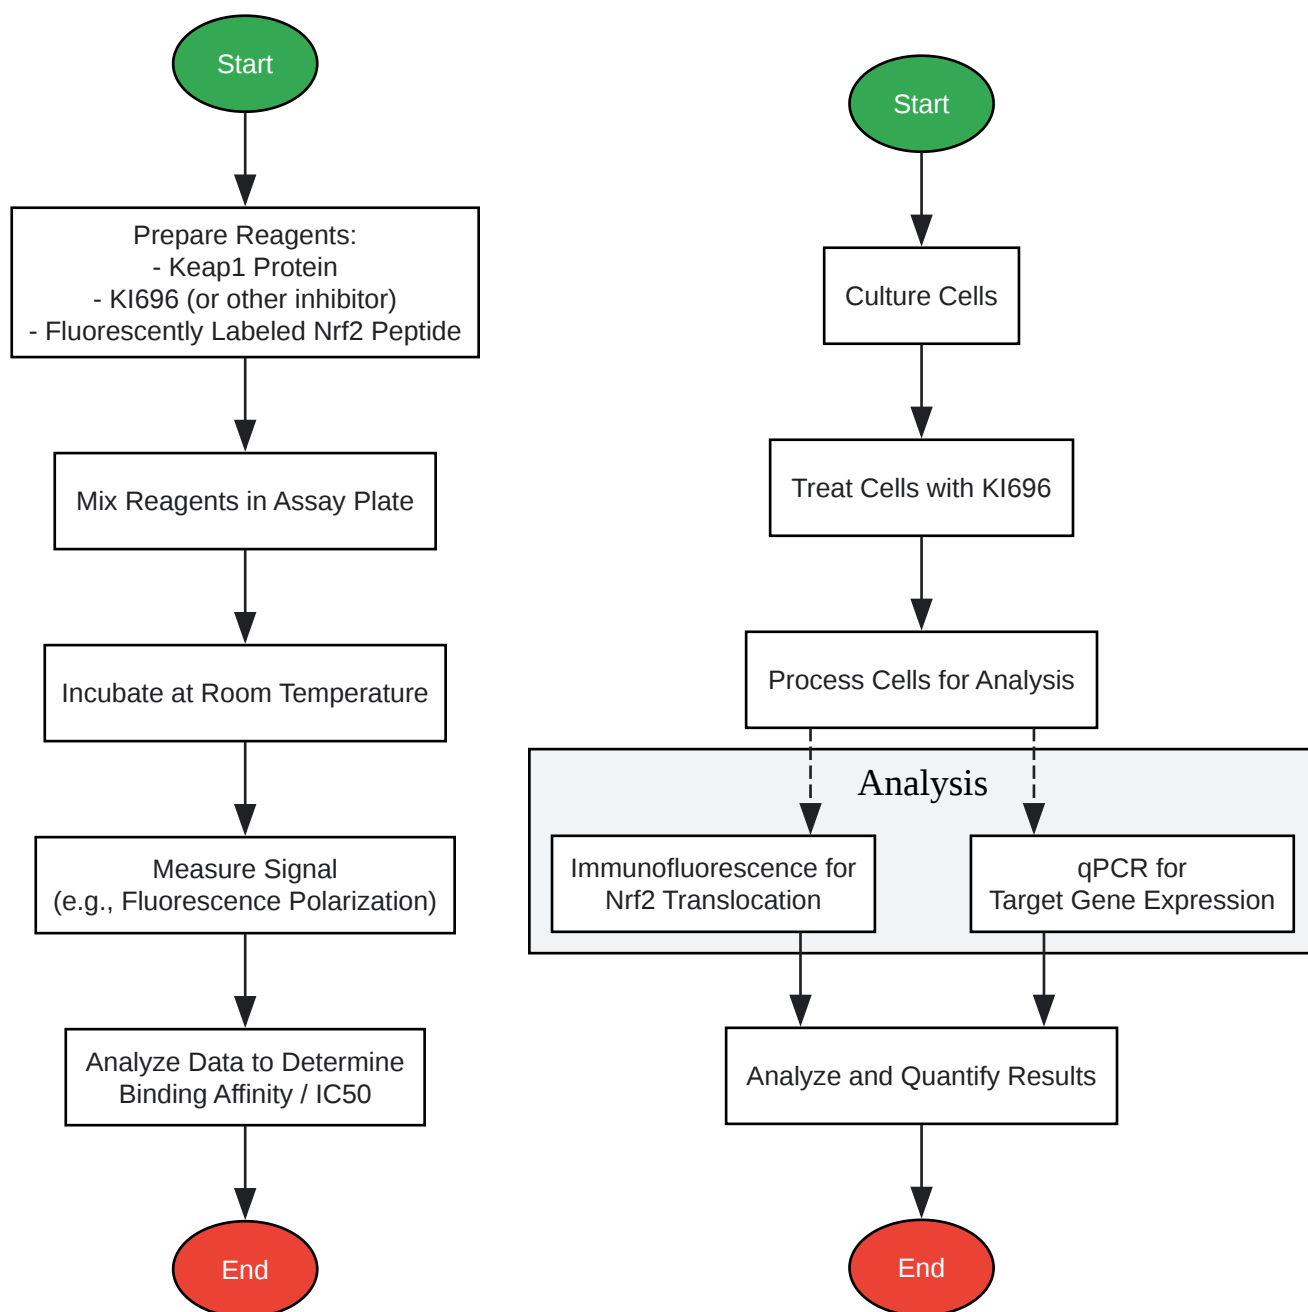 Start
Prepare Reagents:
- Keap1 Protein
- KI696 (or other inhibitor)
- Fluorescently Labeled Nrf2 Peptide
Mix Reagents in Assay Plate
Incubate at Room Temperature
Measure Signal
(e.g., Fluorescence Polarization)
Analyze Data to Determine
Binding Affinity / IC50
End
Start
Culture Cells
Treat Cells with KI696
Process Cells for Analysis
Analysis
Immunofluorescence for
Nrf2 Translocation
qPCR for
Target Gene Expression
Analyze and Quantify Results
End